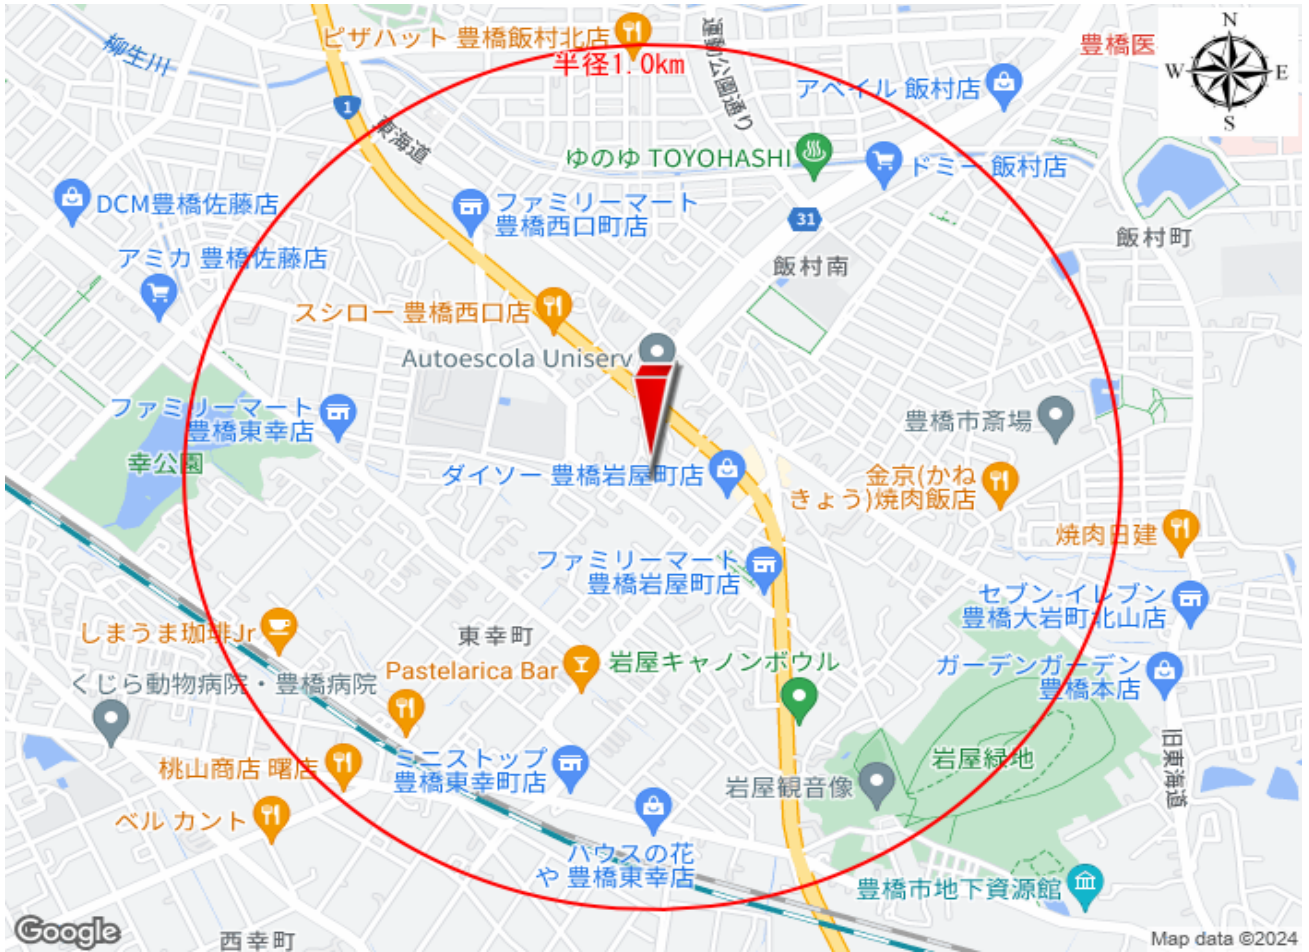 ピザハット 豊橋飯村北店
半径1.0km
柳生川
運動公園通り
豊橋医
N
W
E
S
アベイル 飯村店
1
東海道
ゆのゆ TOYOHASHI
ドミー 飯村店
DCM豊橋佐藤店
ファミリーマート
豊橋西口町店
31
飯村町
アミカ 豊橋佐藤店
飯村南
スシロー 豊橋西口店
Autoescola Uniserv
ファミリーマート
豊橋東幸店
豊橋市斎場
幸公園
ダイソー 豊橋岩屋町店
金京(かね
きょう)焼肉飯店
焼肉日建
ファミリーマート
豊橋岩屋町店
セブン-イレブン
豊橋大岩町北山店
しまうま珈琲Jr
東幸町
Pastelarica Bar
岩屋キャノンボウル
ガーデンガーデン
豊橋本店
くじら動物病院・豊橋病院
桃山商店 曙店
ミニストップ
豊橋東幸町店
岩屋観音像
岩屋緑地
旧東海道
ベル カント
ハウスの花
や 豊橋東幸店
豊橋市地下資源館
Google
西幸町
Map data ©2024